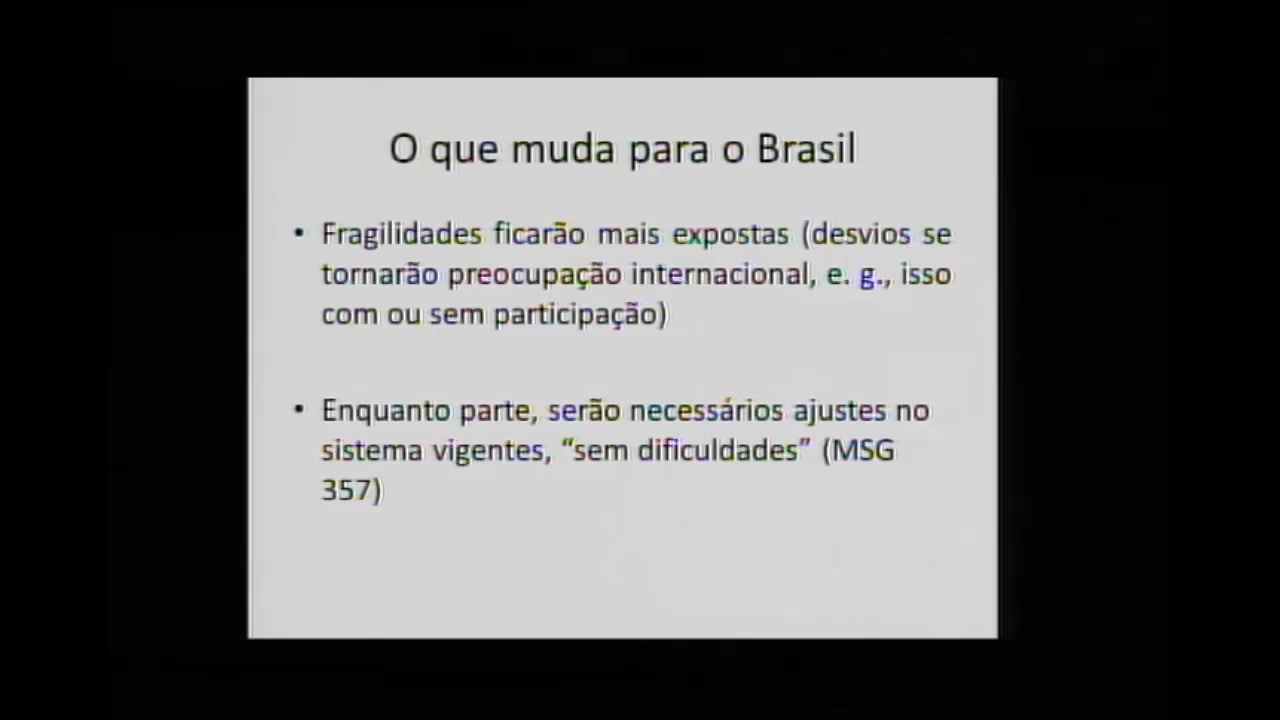 O que muda para o Brasil
• Fragilidades ficarão mais expostas (desvios se
tornarão preocupação internacional, e. g., isso
com ou sem participação)
• Enquanto parte, serão necessários ajustes no
sistema vigentes, “sem dificuldades” (MSG
357)